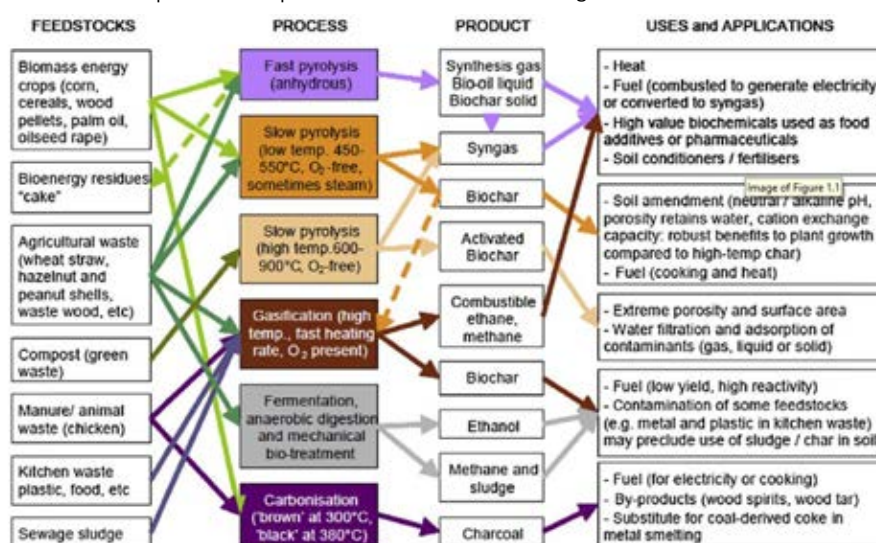 FEEDSTOCKS
Biomass energy
crops (corn,
cereals, wood
pellets, palm oil,
oilseed rape)
Bioenergy residues
“cake”
Agricultural waste
(wheat straw,
hazelnut and
peanut shells,
waste wood, etc)
Compost (green
waste)
Manure/ animal
waste (chicken)
Kitchen waste
plastic, food, etc
Sewage sludge
PROCESS
Fast pyrolysis
(anhydrous)
Slow pyrolysis
(low temp. 450-
550°C, O2-free,
sometimes steam)
Slow pyrolysis
(high temp.600-
900°C, O2-free)
Gasification (high
temp., fast heating
rate, O2 present)
Fermentation,
anaerobic digestion
and mechanical
bio-treatment
Carbonisation
('brown' at 300°C,
'black' at 380°C)
PRODUCT
Synthesis gas
Bio-oil liquid
Biochar solid
Syngas
Biochar
Activated
Biochar
Combustible
ethane,
methane
Biochar
Ethanol
Methane and
sludge
Charcoal
USES and APPLICATIONS
- Heat
- Fuel (combusted to generate electricity
or converted to syngas)
- High value biochemicals used as food
additives or pharmaceuticals
- Soil conditioners / fertilisers
Image of Figure 1.1
- Soil amendment (neutral / alkaline pH,
porosity retains water, cation exchange
capacity: robust benefits to plant growth
compared to high-temp char)
- Fuel (cooking and heat)
- Extreme porosity and surface area
- Water filtration and adsorption of
contaminants (gas, liquid or solid)
- Fuel (low yield, high reactivity)
- Contamination of some feedstocks
(e.g. metal and plastic in kitchen waste)
may preclude use of sludge / char in soil
- Fuel (for electricity or cooking)
- By-products (wood spirits, wood tar)
- Substitute for coal-derived coke in
metal smelting